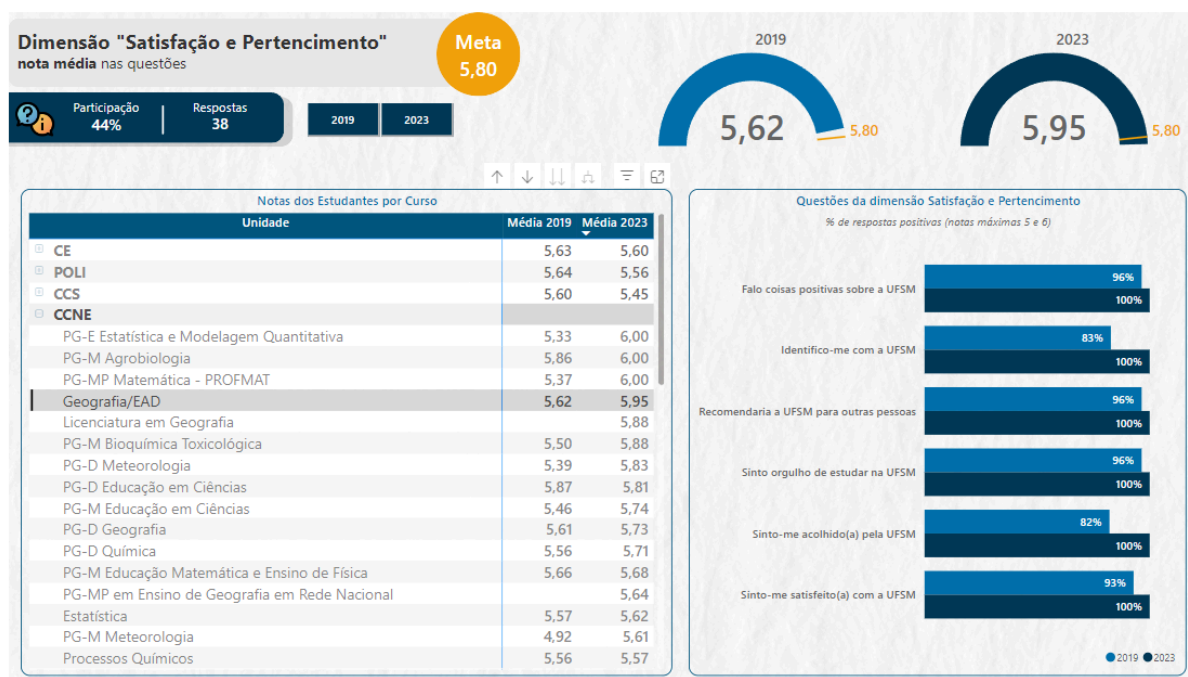 Dimensão "Satisfação e Pertencimento"
nota média nas questões
Meta
5,80
Participação
44%
Respostas
38
2019
2023
2019
5,62
5,80
2023
5,95
5,80
Notas dos Estudantes por Curso
Unidade Média 2019 Média 2023
CE 5,63 5,60
POLI 5,64 5,56
CCS 5,60 5,45
CCNE
PG-E Estatística e Modelagem Quantitativa 5,33 6,00
PG-M Agrobiologia 5,86 6,00
PG-MP Matemática - PROFMAT 5,37 6,00
Geografia/EAD 5,62 5,95
Licenciatura em Geografia 5,88
PG-M Bioquímica Toxicológica 5,50 5,88
PG-D Meteorologia 5,39 5,83
PG-D Educação em Ciências 5,87 5,81
PG-M Educação em Ciências 5,46 5,74
PG-D Geografia 5,61 5,73
PG-D Química 5,56 5,71
PG-M Educação Matemática e Ensino de Física 5,66 5,68
PG-MP em Ensino de Geografia em Rede Nacional 5,64
Estatística 5,57 5,62
PG-M Meteorologia 4,92 5,61
Processos Químicos 5,56 5,57
Questões da dimensão Satisfação e Pertencimento
% de respostas positivas (notas máximas 5 e 6)
Falo coisas positivas sobre a UFSM
96%
100%
Identifico-me com a UFSM
83%
100%
Recomendaria a UFSM para outras pessoas
96%
100%
Sinto orgulho de estudar na UFSM
96%
100%
Sinto-me acolhido(a) pela UFSM
82%
100%
Sinto-me satisfeito(a) com a UFSM
93%
100%
2019 2023